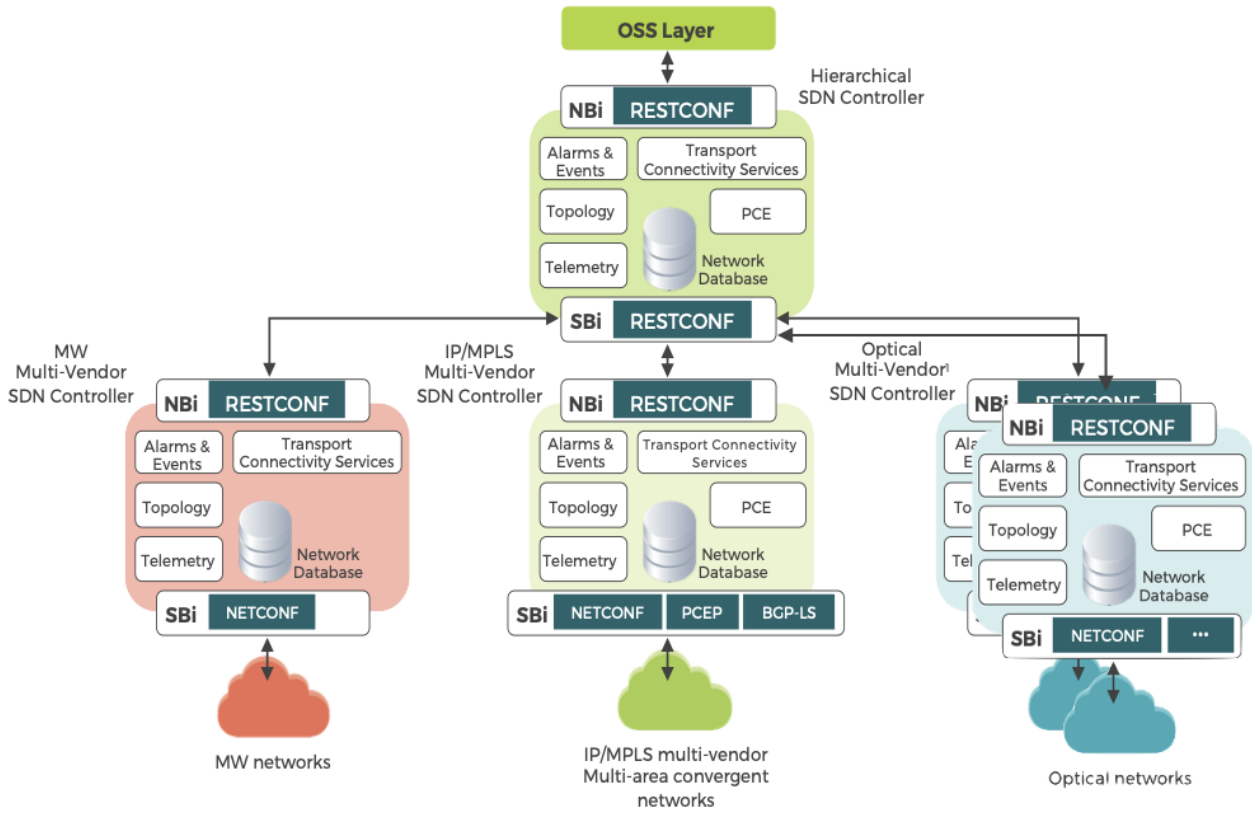 OSS Layer
Hierarchical
SDN Controller
NBi RESTCONF
Alarms &
Events
Transport
Connectivity Services
Topology
PCE
Telemetry
Network
Database
SBi RESTCONF
MW
Multi-Vendor
SDN Controller
NBi RESTCONF
Alarms &
Events
Transport
Connectivity Services
Topology
Telemetry
Network
Database
SBi NETCONF
MW networks
IP/MPLS
Multi-Vendor
SDN Controller
NBi RESTCONF
Alarms &
Events
Transport Connectivity
Services
Topology
PCE
Telemetry
Network
Database
SBi NETCONF PCEP BGP-LS
IP/MPLS multi-vendor
Multi-area convergent
networks
Optical
Multi-Vendor¹
SDN Controller
NBi RESTCONF
NBi RESTCONF
Alarms &
Events
Transport
Connectivity Services
Topology
PCE
Telemetry
Network
Database
SBi NETCONF ...
Optical networks